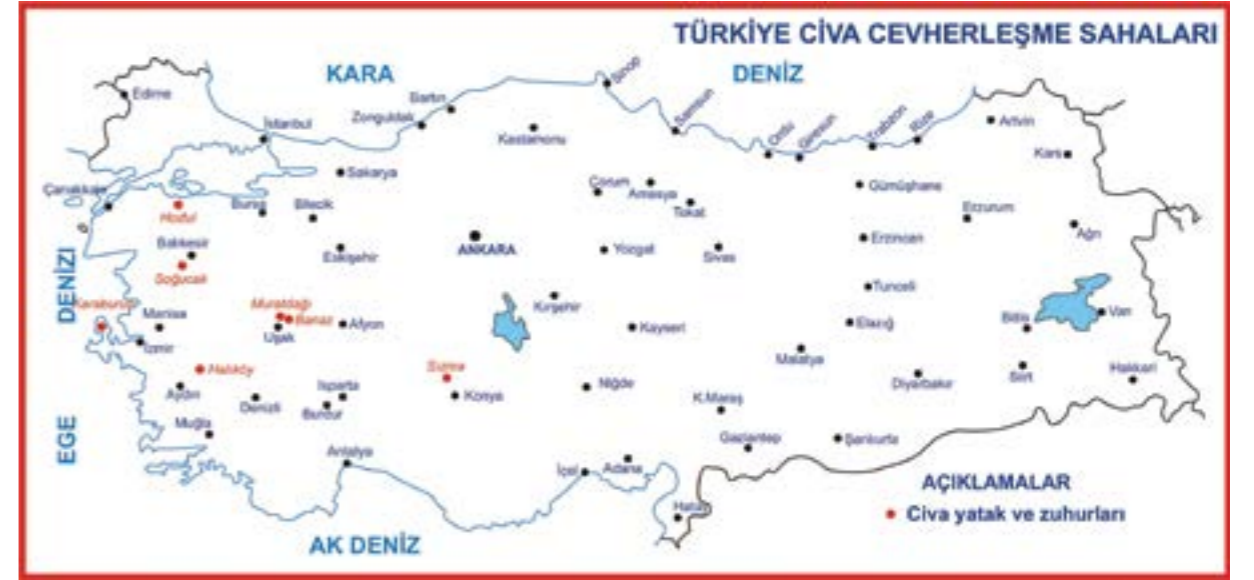 TÜRKİYE CİVA CEVHERLEŞME SAHALARI
KARA
DENİZ
Edirne
İstanbul
Zonguldak
Bartın
Kastamonu
Sinop
Samsun
Ordu
Giresun
Trabzon
Rize
Artvin
Kars
Çanakkale
Sakarya
Bursa
Bilecik
Çorum
Amasya
Tokat
Gümüşhane
Erzurum
Ağrı
Balıkesir
Soğucak
Eskişehir
ANKARA
Yozgat
Sivas
Erzincan
EGE
DENİZİ
Karaburun
Manisa
İzmir
Muratdağı
Banaz
Uşak
Afyon
Kırşehir
Kayseri
Tunceli
Elazığ
Malatya
Bitlis
Van
Halıköy
Aydın
Denizli
Isparta
Burdur
Muğla
Konya
Niğde
K.Maraş
Diyarbakır
Siirt
Hakkari
Antalya
İçel
Adana
Gaziantep
Şanlıurfa
Hatay
AK DENİZ
AÇIKLAMALAR
Civa yatak ve zuhurları